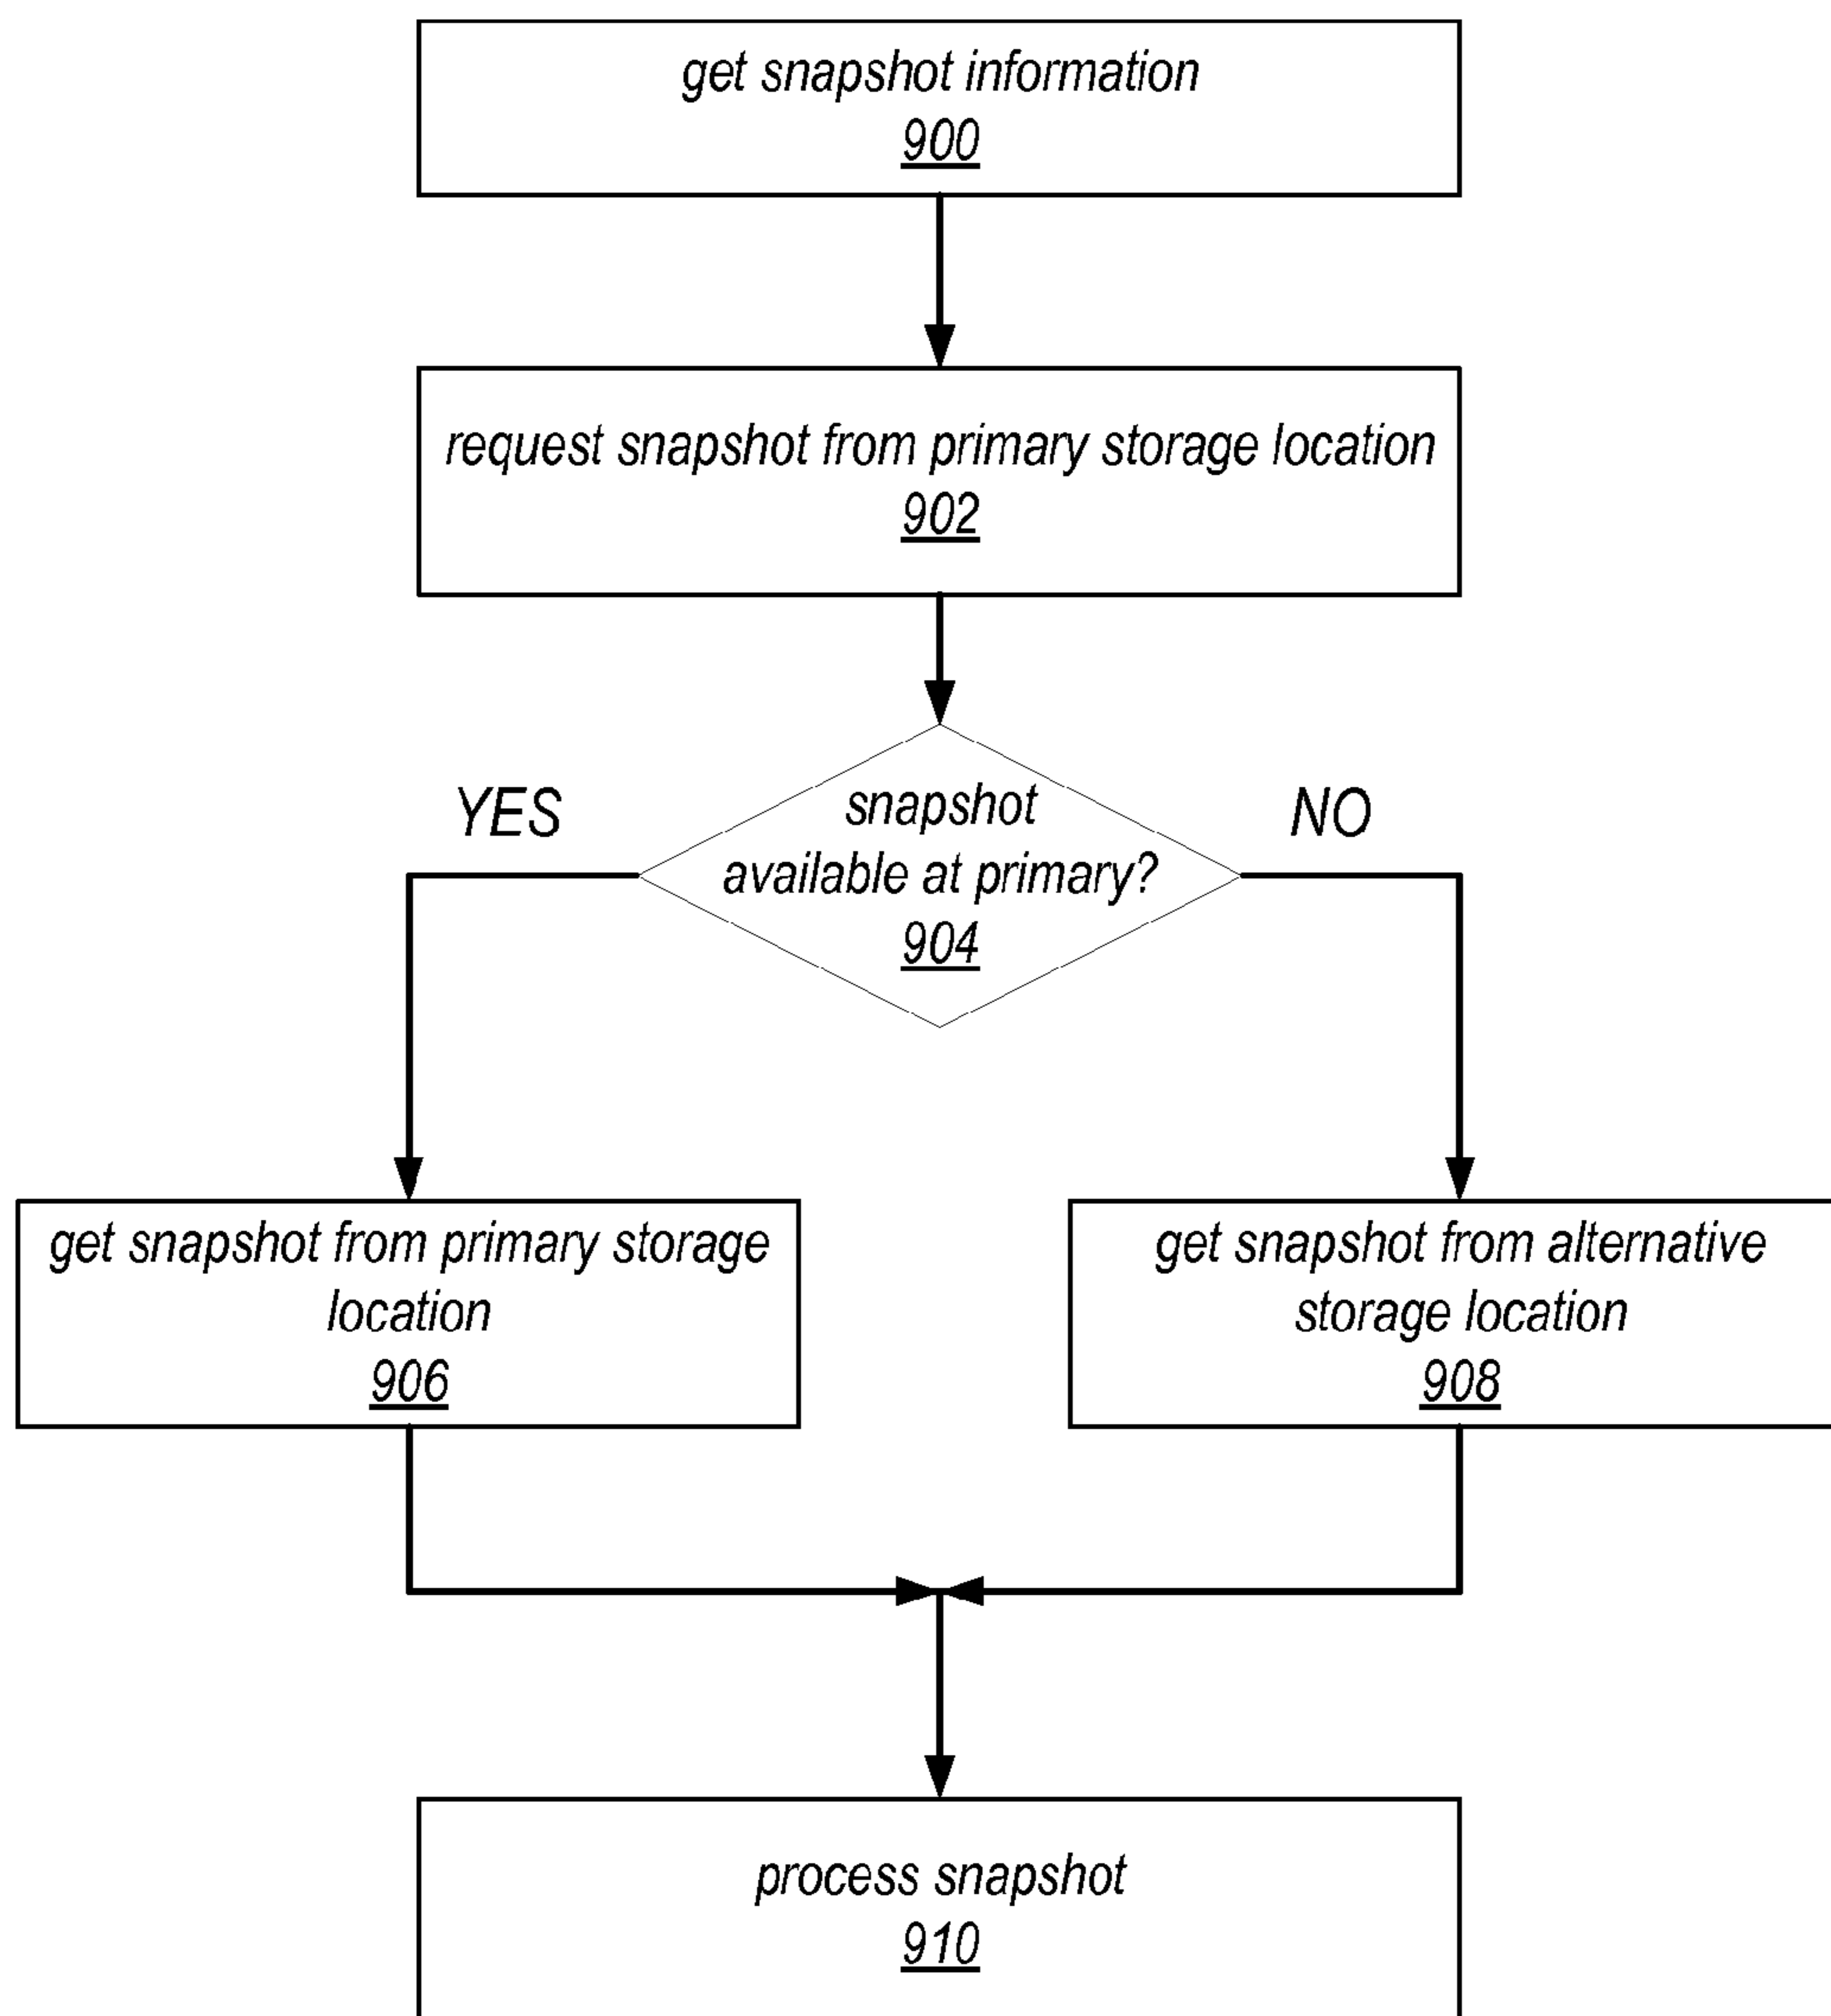 get snapshot information
900
request snapshot from primary storage location
902
YES
NO
snapshot
available at primary?
904
get snapshot from primary storage
location
906
get snapshot from alternative
storage location
908
process snapshot
910